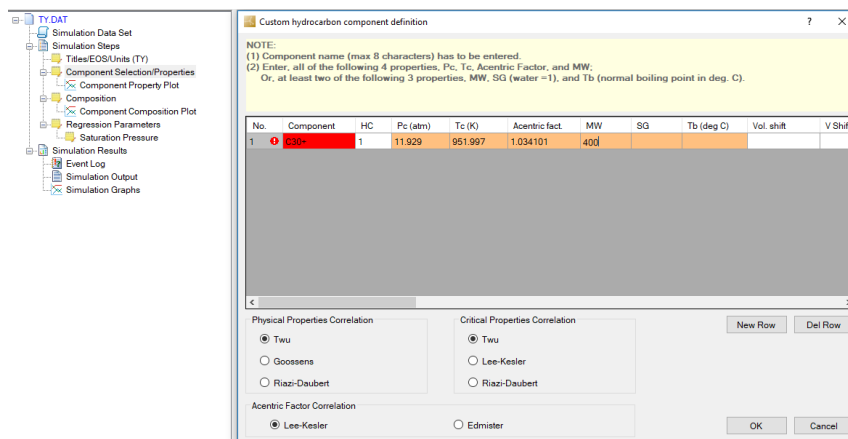 TY.DAT
Simulation Data Set
Simulation Steps
Titles/EOS/Units (TY)
Component Selection/Properties
Component Property Plot
Composition
Component Composition Plot
Regression Parameters
Saturation Pressure
Simulation Results
Event Log
Simulation Output
Simulation Graphs
Custom hydrocarbon component definition
NOTE:
(1) Component name (max 8 characters) has to be entered.
(2) Enter, all of the following 4 properties, Pc, Tc, Acentric Factor, and MW;
Or, at least two of the following 3 properties, MW, SG (water =1), and Tb (normal boiling point in deg. C).
No. Component HC Pc (atm) Tc (K) Acentric fact. MW SG Tb (deg C) Vol. shift V Shif
1 C30+ 1 11.929 951.997 1.034101 400
Physical Properties Correlation
Twu
Goossens
Riazi-Daubert
Critical Properties Correlation
Twu
Lee-Kesler
Riazi-Daubert
New Row Del Row
Acentric Factor Correlation
Lee-Kesler Edmister
OK Cancel